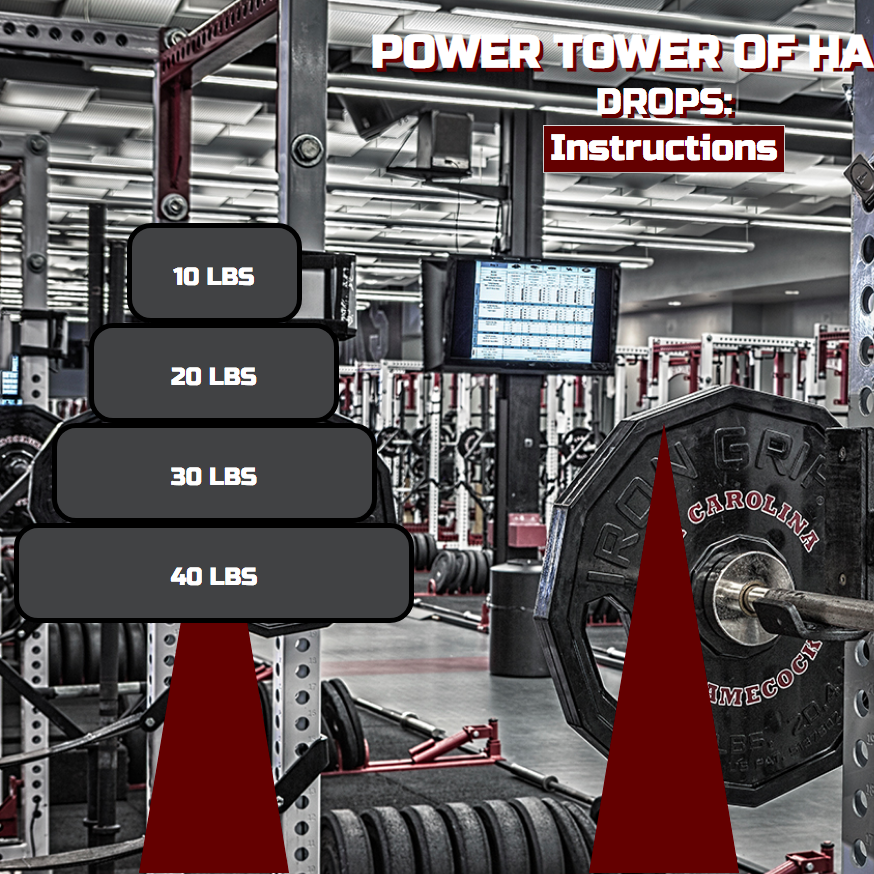 POWER TOWER OF HA
DROPS:
Instructions
10 LBS
20 LBS
30 LBS
40 LBS
IRON GRIP
CAROLINA